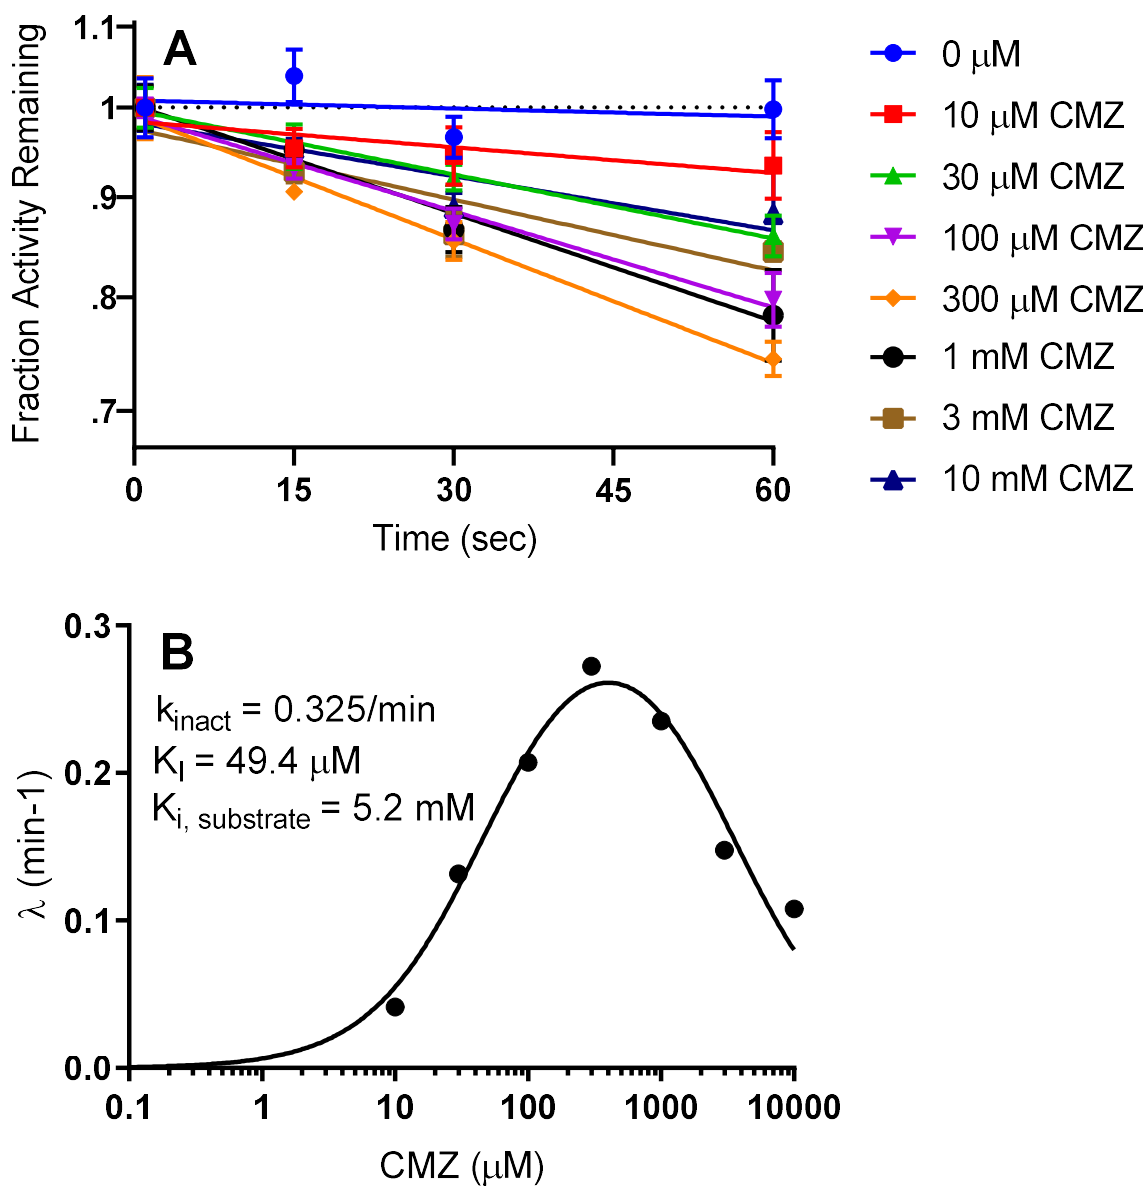 A
Fraction Activity Remaining
1.1
1
.9
.8
.7
0 15 30 45 60
Time (sec)
0 μM
10 μM CMZ
30 μM CMZ
100 μM CMZ
300 μM CMZ
1 mM CMZ
3 mM CMZ
10 mM CMZ
B
kinact = 0.325/min
KI = 49.4 μM
Ki, substrate = 5.2 mM
λ (min-1)
0.3
0.2
0.1
0.0
0.1 1 10 100 1000 10000
CMZ (μM)